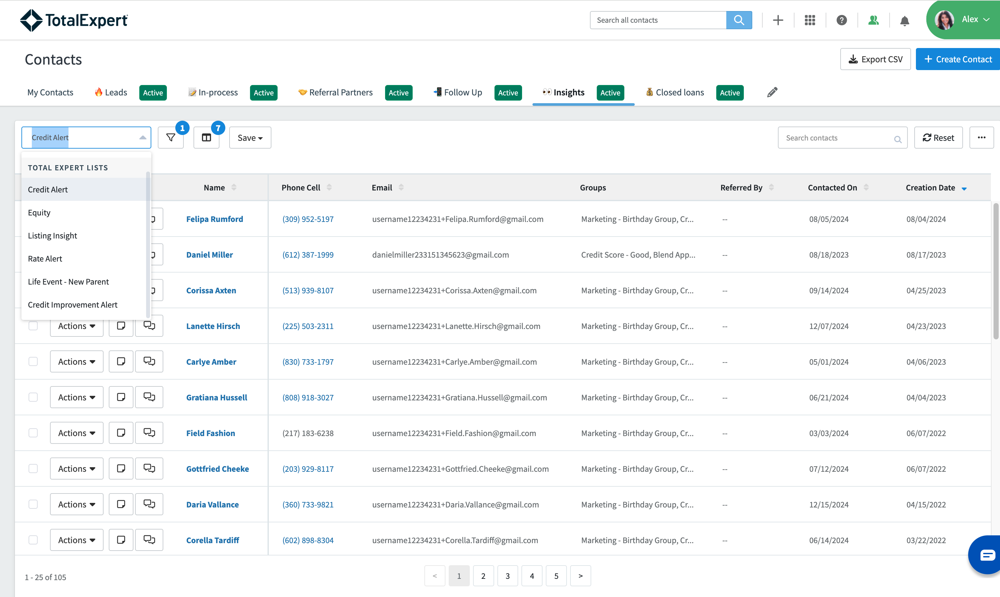 TotalExpert
Search all contacts
Alex
Contacts
Export CSV
+ Create Contact
My Contacts Leads Active In-process Active Referral Partners Active Follow Up Active Insights Active Closed loans Active
Credit Alert 1 7 Save Search contacts Reset ...
TOTAL EXPERT LISTS
Credit Alert
Equity
Listing Insight
Rate Alert
Life Event - New Parent
Credit Improvement Alert
Name Phone Cell Email Groups Referred By Contacted On Creation Date
Felipa Rumford (309) 952-5197 username12234231+Felipa.Rumford@gmail.com Marketing - Birthday Group, Cr... -- 08/05/2024 08/04/2024
Daniel Miller (612) 387-1999 danielmiller233151345623@gmail.com Credit Score - Good, Blend App... -- 08/18/2023 08/17/2023
Corissa Axten (513) 939-8107 username12234231+Corissa.Axten@gmail.com Marketing - Birthday Group, Cr... -- 09/14/2024 04/25/2023
Actions Lanette Hirsch (225) 503-2311 username12234231+Lanette.Hirsch@gmail.com Marketing - Birthday Group, Cr... -- 12/07/2024 04/23/2023
Actions Carlye Amber (830) 733-1797 username12234231+Carlye.Amber@gmail.com Marketing - Birthday Group, Cr... -- 05/01/2024 04/06/2023
Actions Gratiana Hussell (808) 918-3027 username12234231+Gratiana.Hussell@gmail.com Marketing - Birthday Group, Cr... -- 06/21/2024 04/04/2023
Actions Field Fashion (217) 183-6238 username12234231+Field.Fashion@gmail.com Marketing - Birthday Group, Cr... -- 03/03/2024 06/07/2022
Actions Gottfried Cheeke (203) 929-8117 username12234231+Gottfried.Cheeke@gmail.com Marketing - Birthday Group, Cr... -- 07/12/2024 06/07/2022
Actions Daria Vallance (360) 733-9821 username12234231+Daria.Vallance@gmail.com Marketing - Birthday Group, Cr... -- 12/15/2024 04/15/2022
Actions Corella Tardiff (602) 898-8304 username12234231+Corella.Tardiff@gmail.com Marketing - Birthday Group, Cr... -- 06/14/2024 03/22/2022
1 - 25 of 105 < 1 2 3 4 5 >